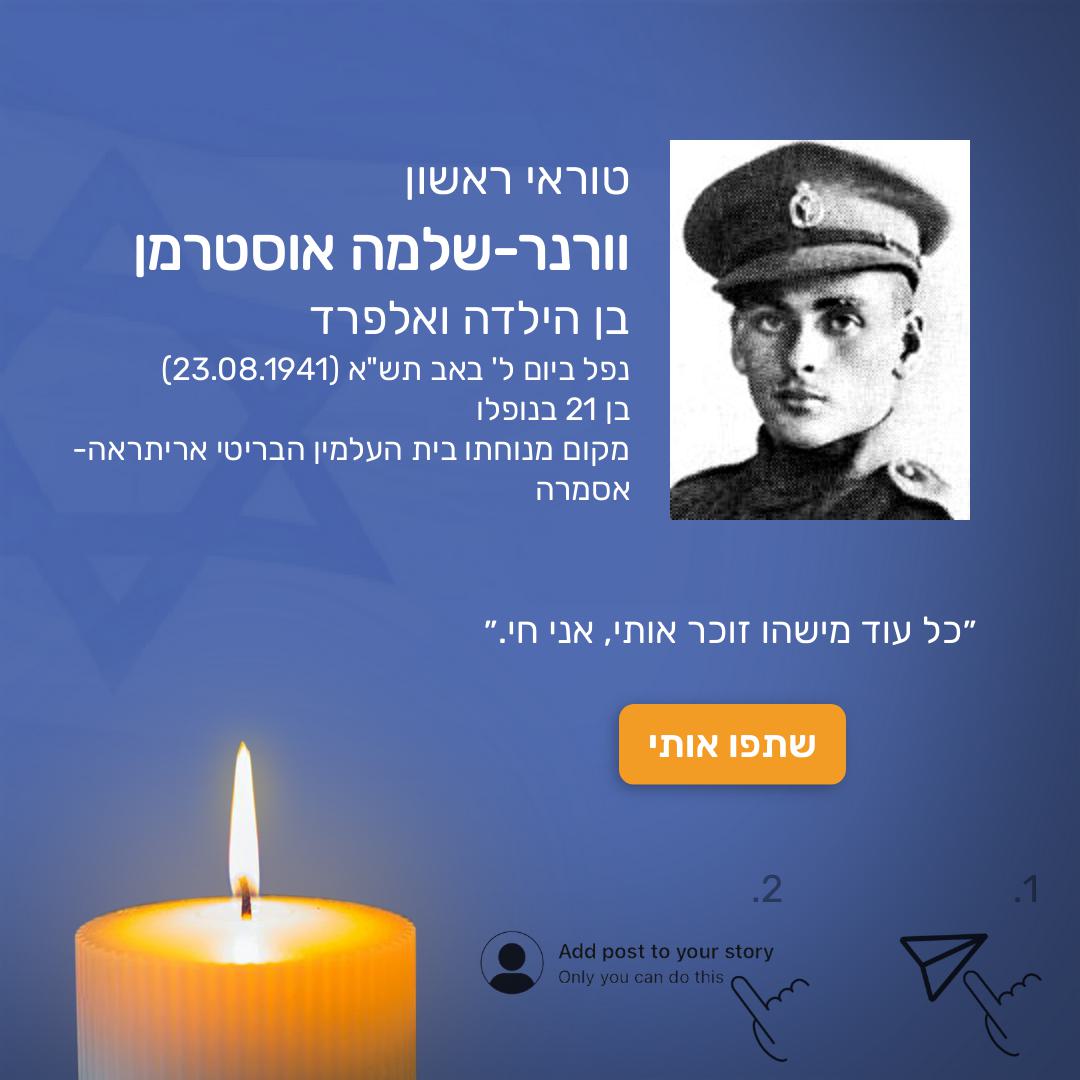 טוראי ראשון
וורנר-שלמה אוסטרמן
בן הילדה ואלפרד
נפל ביום ל' באב תש"א (23.08.1941)
בן 21 בנופלו
מקום מנוחתו בית העלמין הבריטי אריתראה-
אסמרה
״כל עוד מישהו זוכר אותי, אני חי.״
שתפו אותי
1.
2.
Add post to your story
Only you can do this